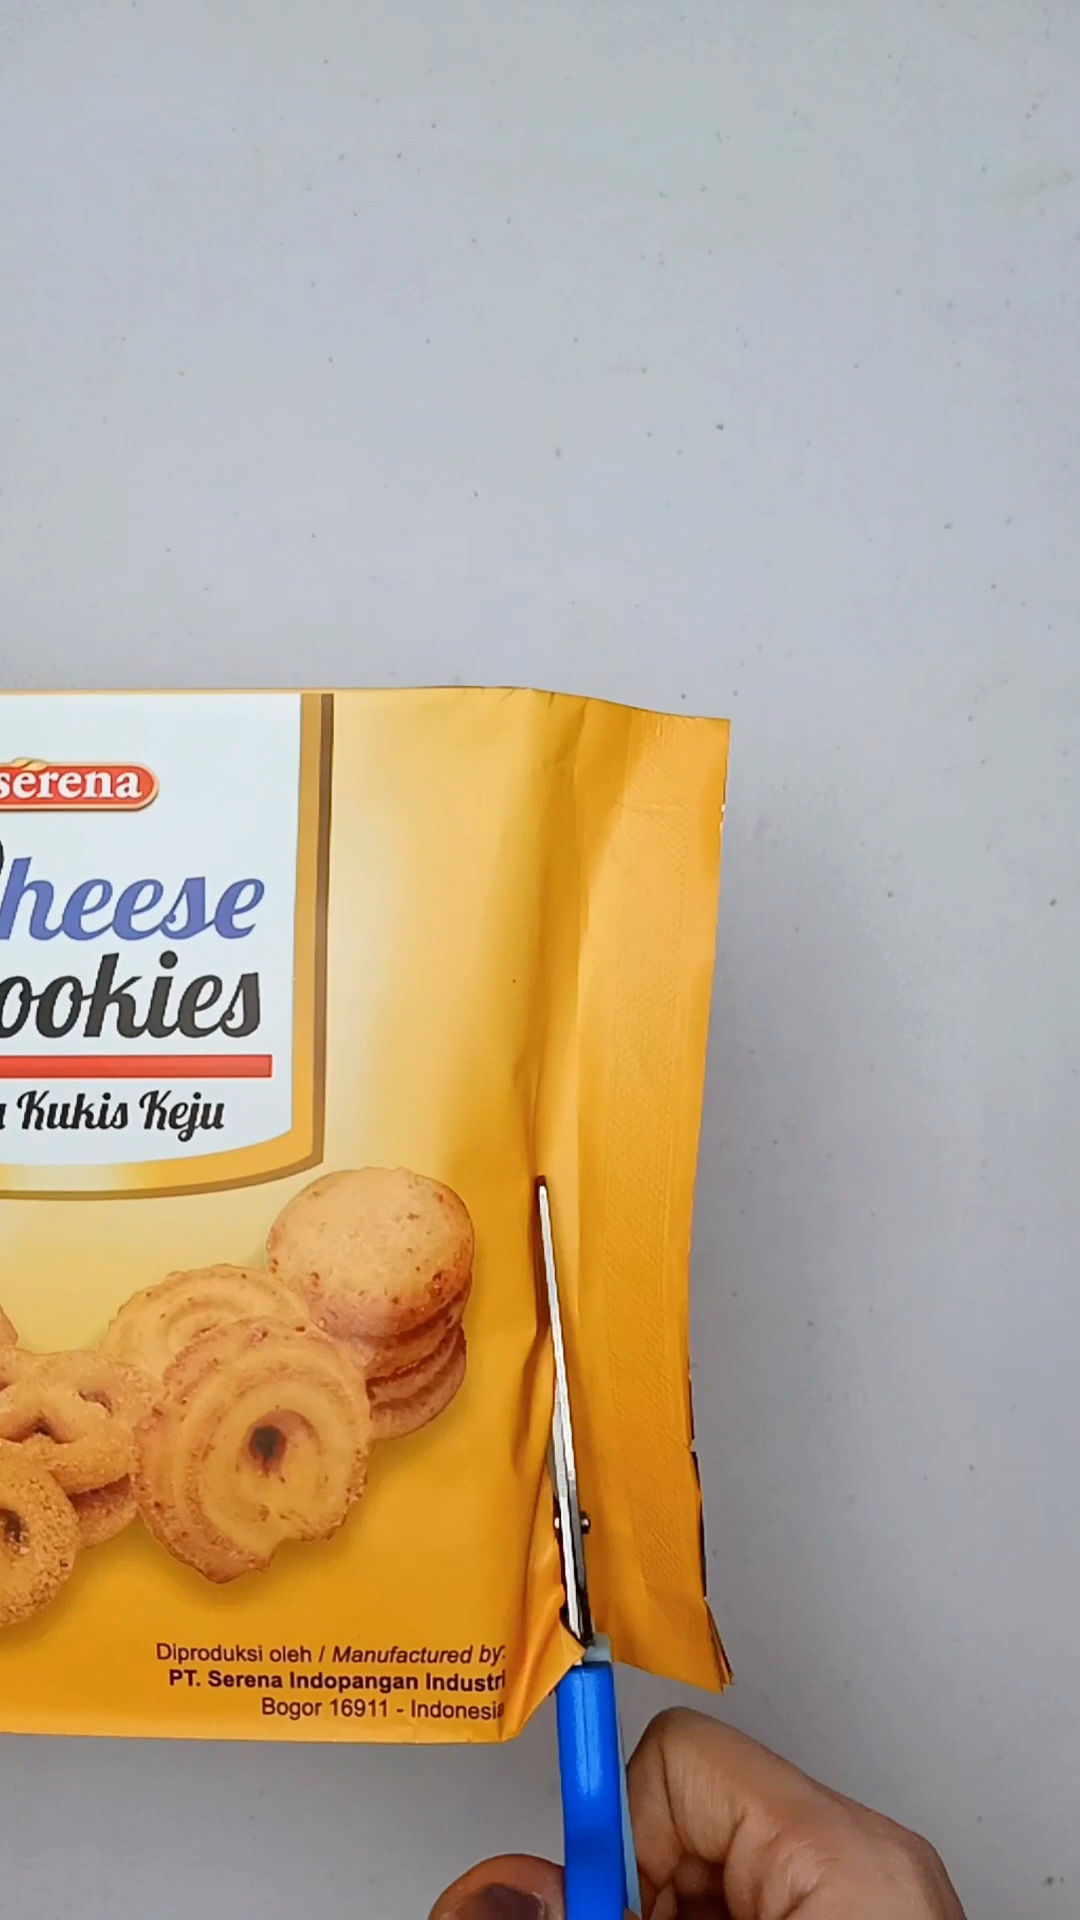 serena
heese
ookies
Kukis Keju
Diproduksi oleh / Manufactured by:
PT. Serena Indopangan Industri
Bogor 16911 - Indonesia